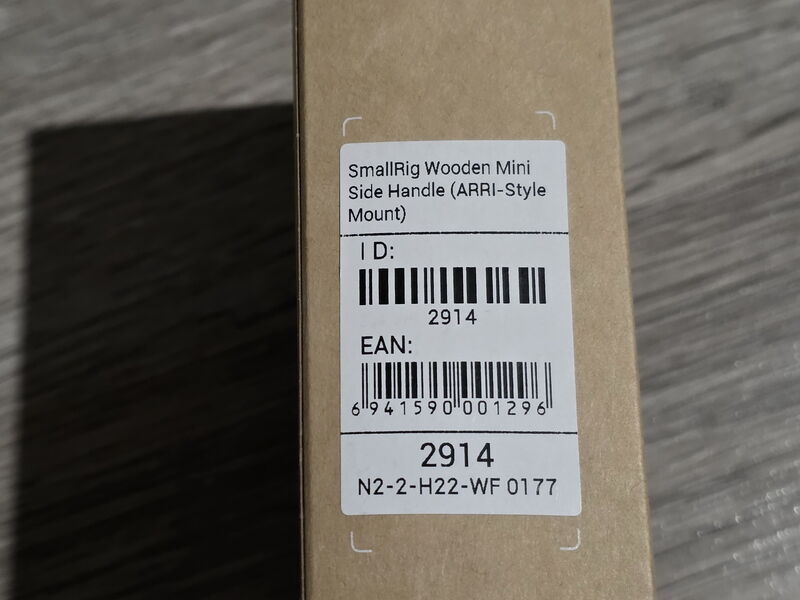 SmallRig Wooden Mini
Side Handle (ARRI-Style
Mount)
ID:
2914
EAN:
6 941590 001296
2914
N2-2-H22-WF 0177